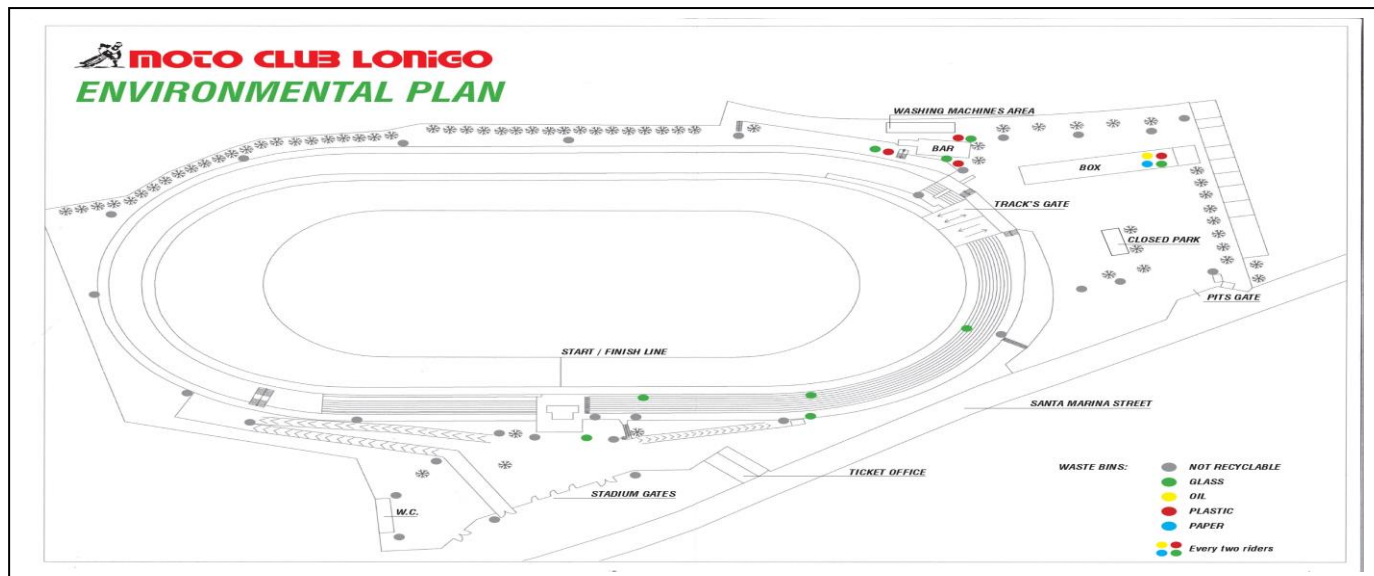 MOTO CLUB LONIGO
ENVIRONMENTAL PLAN
WASHING MACHINES AREA
BAR
BOX
TRACK'S GATE
CLOSED PARK
PITS GATE
START / FINISH LINE
SANTA MARINA STREET
TICKET OFFICE
STADIUM GATES
W.C.
WASTE BINS:
NOT RECYCLABLE
GLASS
OIL
PLASTIC
PAPER
Every two riders